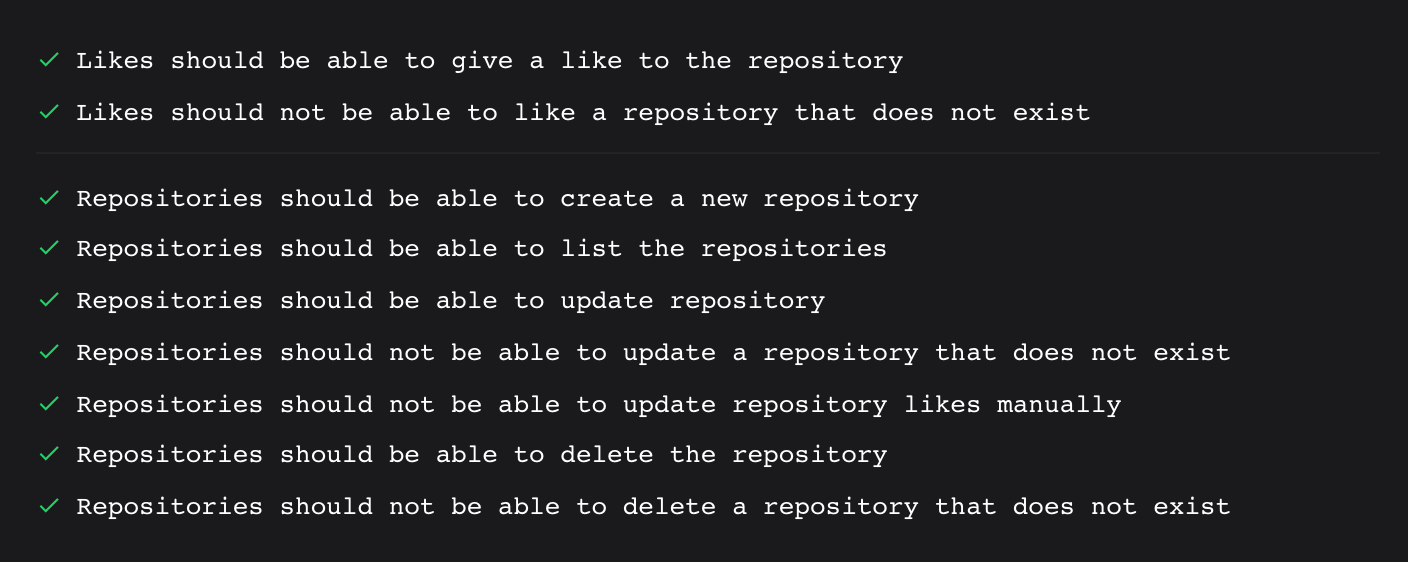 Likes should be able to give a like to the repository
Likes should not be able to like a repository that does not exist
Repositories should be able to create a new repository
Repositories should be able to list the repositories
Repositories should be able to update repository
Repositories should not be able to update a repository that does not exist
Repositories should not be able to update repository likes manually
Repositories should be able to delete the repository
Repositories should not be able to delete a repository that does not exist